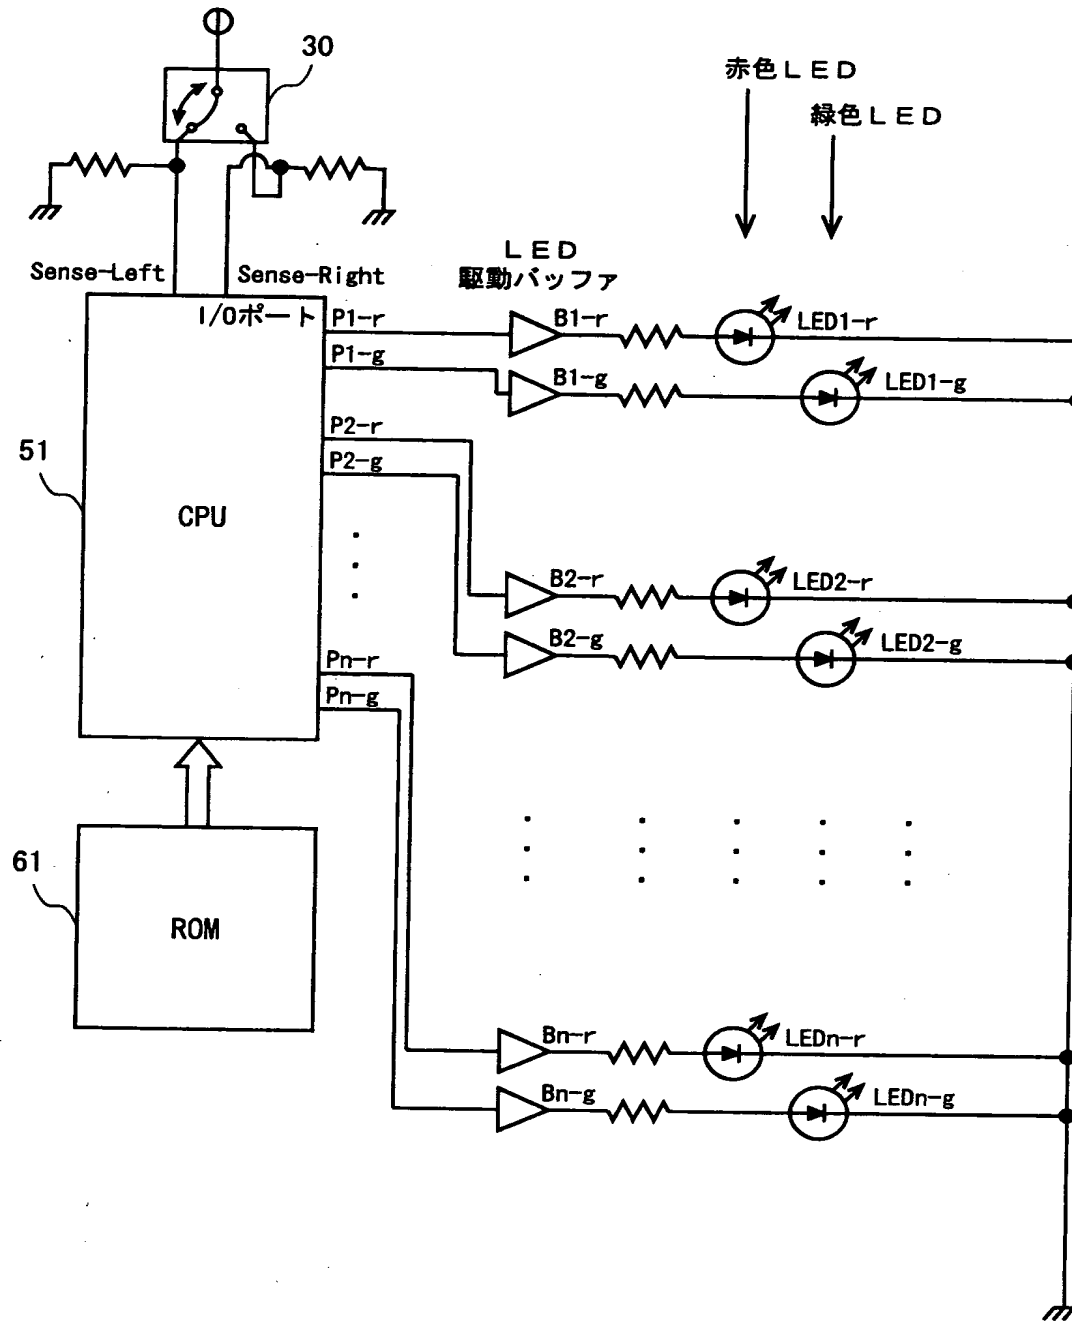 30
赤色LED
緑色LED
Sense-Left
Sense-Right
LED
駆動バッファ
I/Oポート
P1-r
B1-r
LED1-r
P1-g
B1-g
LED1-g
P2-r
51
P2-g
CPU
B2-r
LED2-r
B2-g
LED2-g
Pn-r
Pn-g
61
ROM
Bn-r
LEDn-r
Bn-g
LEDn-g